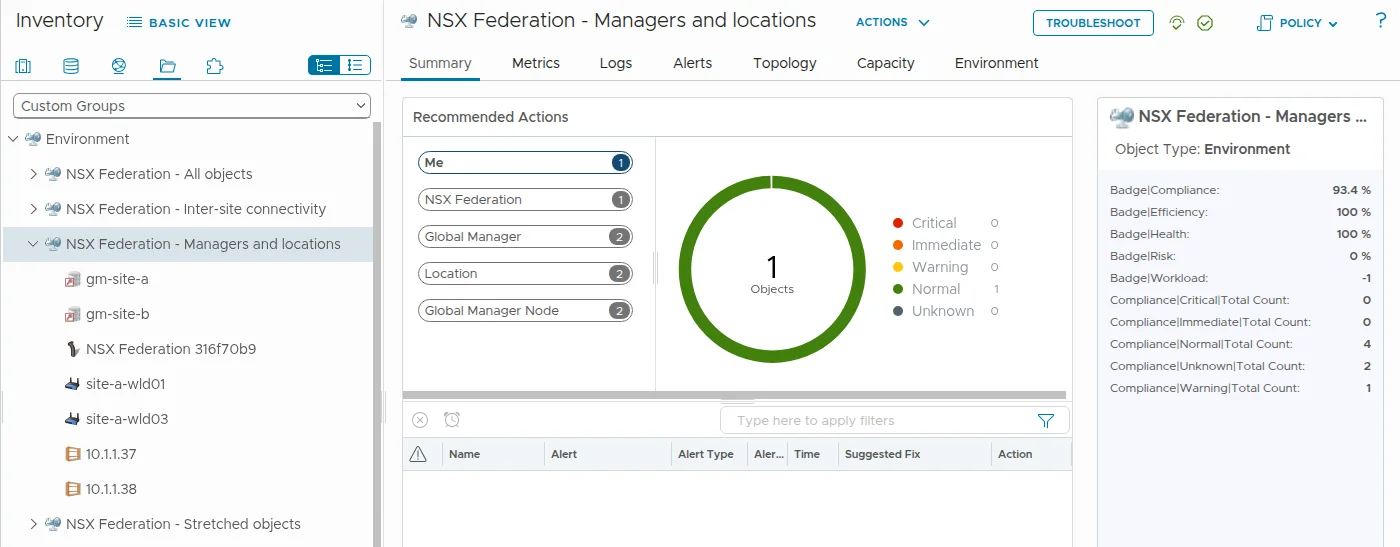 Inventory
BASIC VIEW
Custom Groups
Environment
NSX Federation - All objects
NSX Federation - Inter-site connectivity
NSX Federation - Managers and locations
gm-site-a
gm-site-b
NSX Federation 316f70b9
site-a-wld01
site-a-wld03
10.1.1.37
10.1.1.38
NSX Federation - Stretched objects
NSX Federation - Managers and locations
ACTIONS
TROUBLESHOOT
POLICY
?
Summary Metrics Logs Alerts Topology Capacity Environment
Recommended Actions
Me 1
NSX Federation 1
Global Manager 2
Location 2
Global Manager Node 2
1
Objects
Critical 0
Immediate 0
Warning 0
Normal 1
Unknown 0
Type here to apply filters
Name Alert Alert Type Aler... Time Suggested Fix Action
NSX Federation - Managers ...
Object Type: Environment
Badge|Compliance: 93.4 %
Badge|Efficiency: 100 %
Badge|Health: 100 %
Badge|Risk: 0 %
Badge|Workload: -1
Compliance|Critical|Total Count: 0
Compliance|Immediate|Total Count: 0
Compliance|Normal|Total Count: 4
Compliance|Unknown|Total Count: 2
Compliance|Warning|Total Count: 1